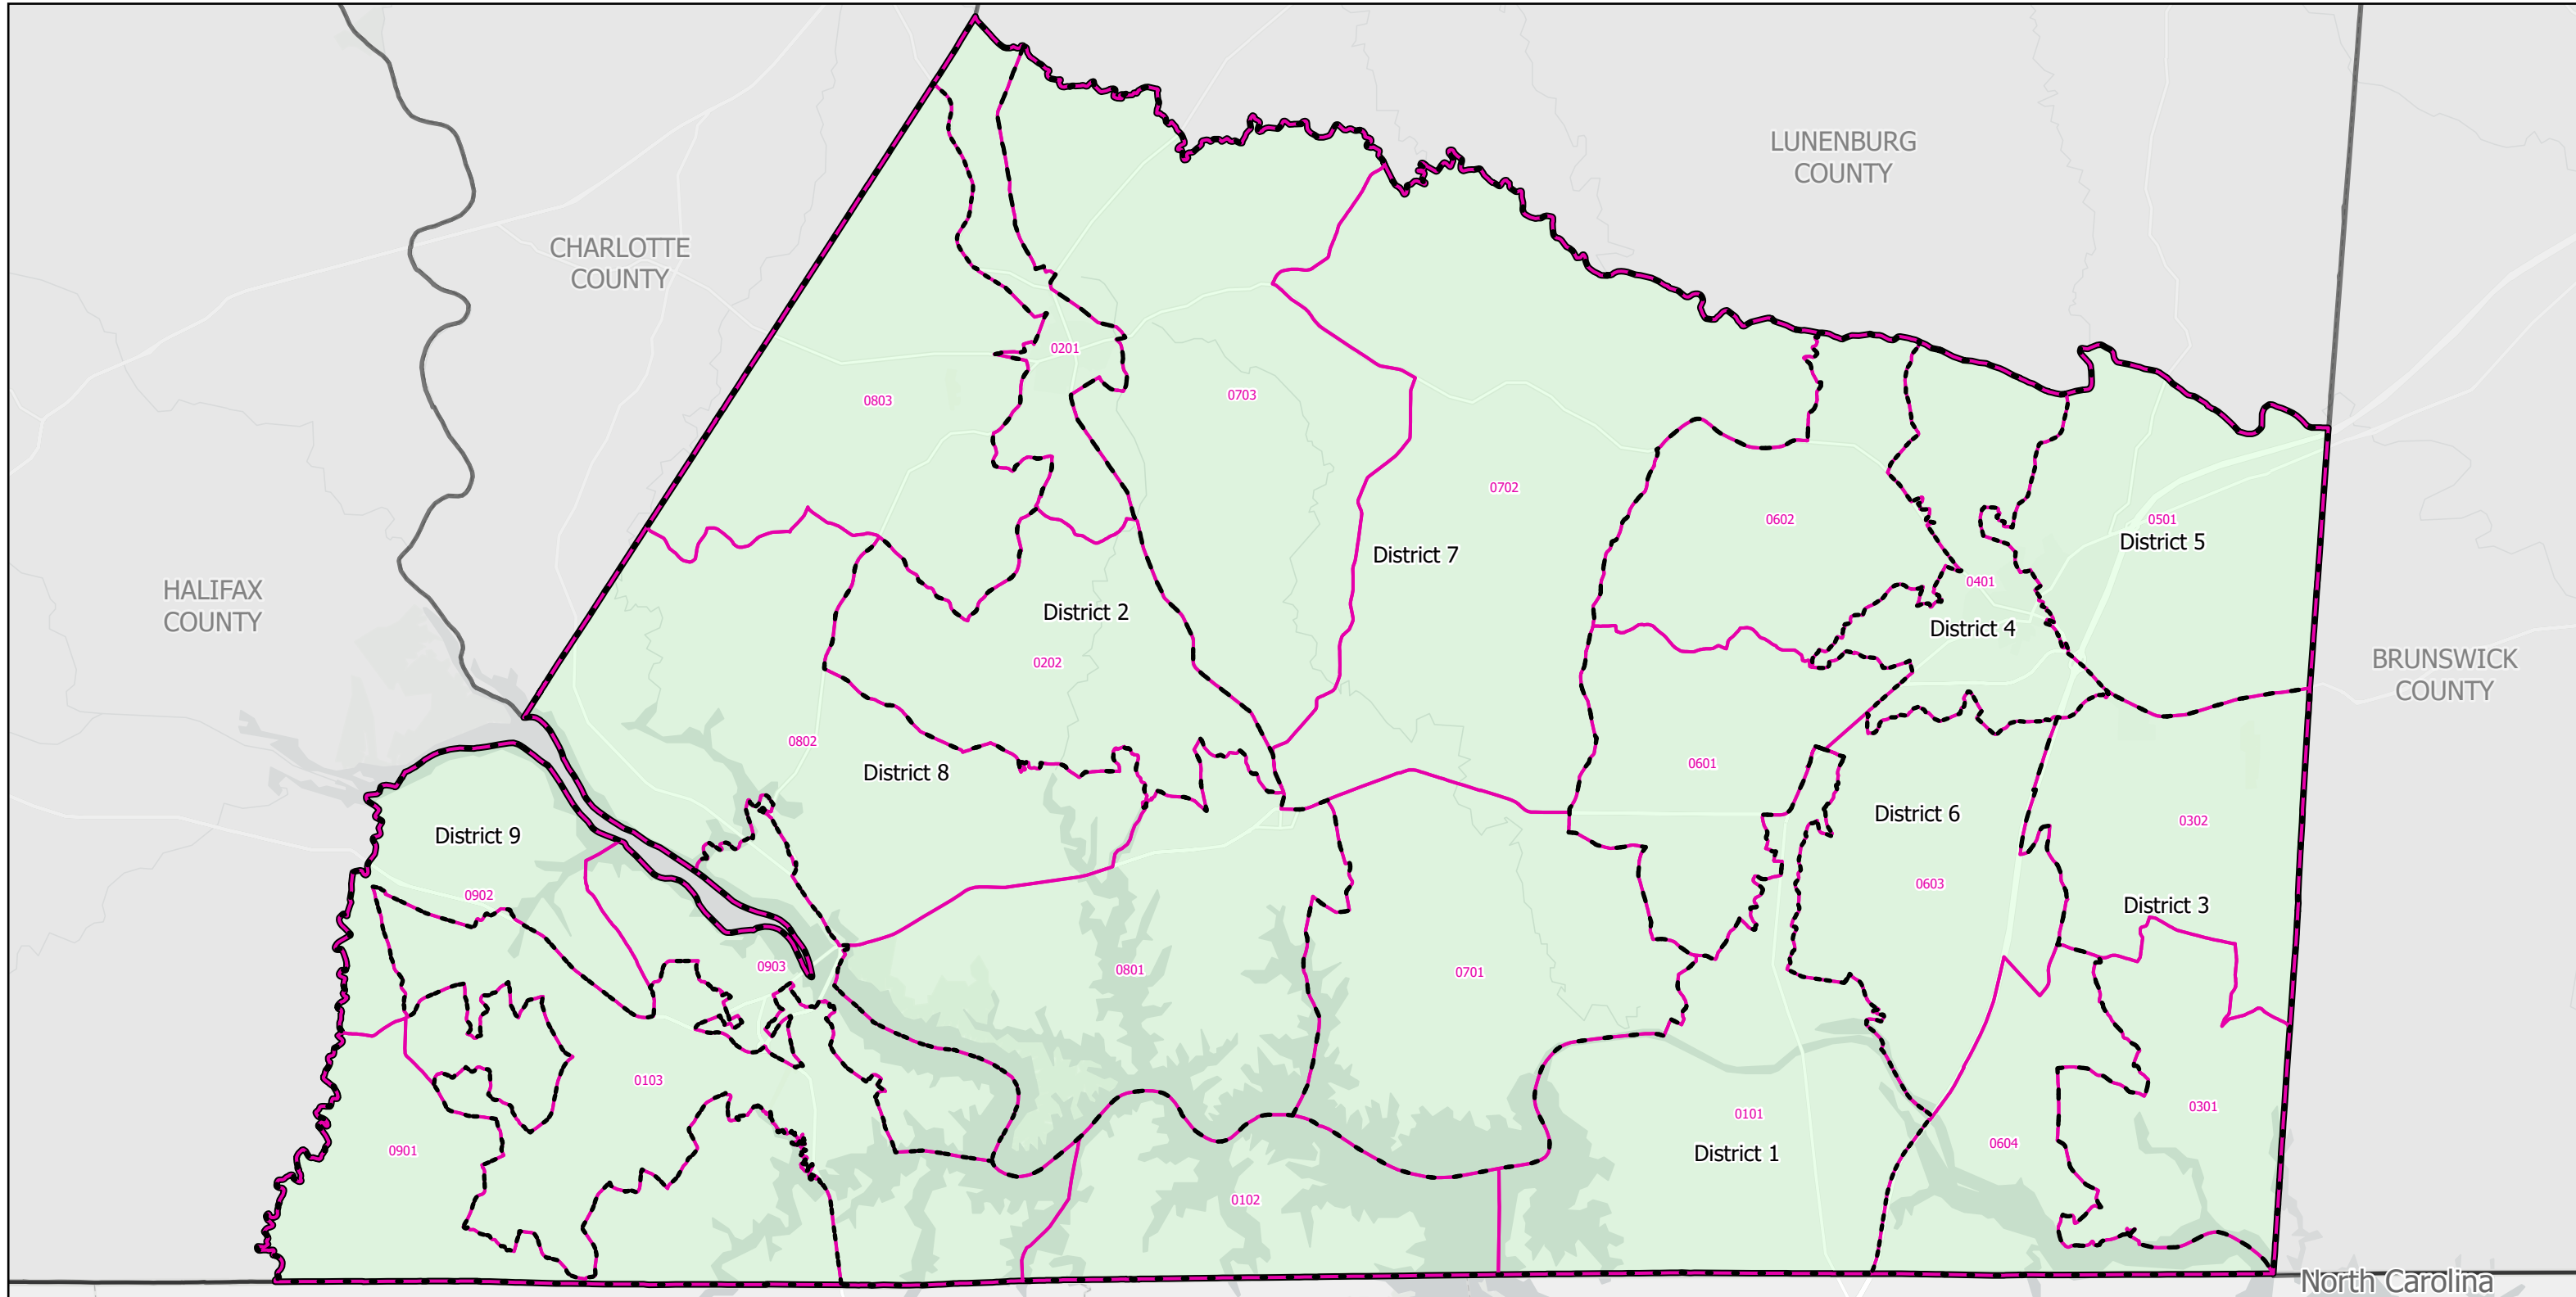 LUNENBURG
COUNTY
CHARLOTTE
COUNTY
0201
0803
0703
0702
0602
0501
District 5
District 7
0401
HALIFAX
COUNTY
District 2
District 4
0202
BRUNSWICK
COUNTY
0802
District 8
0601
District 6
0302
District 9
0603
0902
District 3
0903
0801
0701
0103
0301
0101
0604
0901
District 1
0102
North Carolina